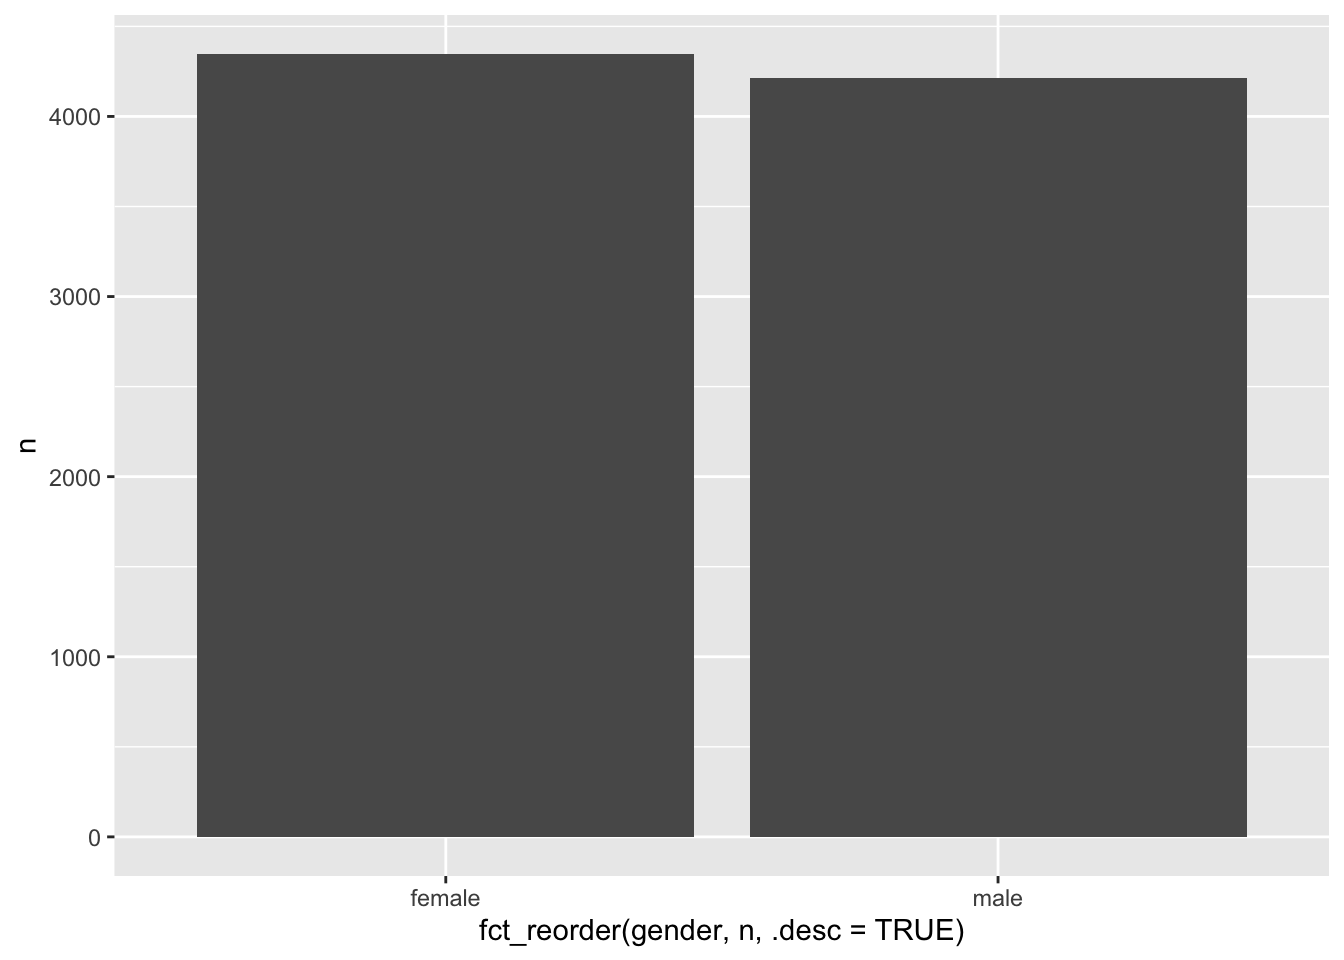 4000
3000
2000
1000
0
n
female
male
fct_reorder(gender, n, .desc = TRUE)